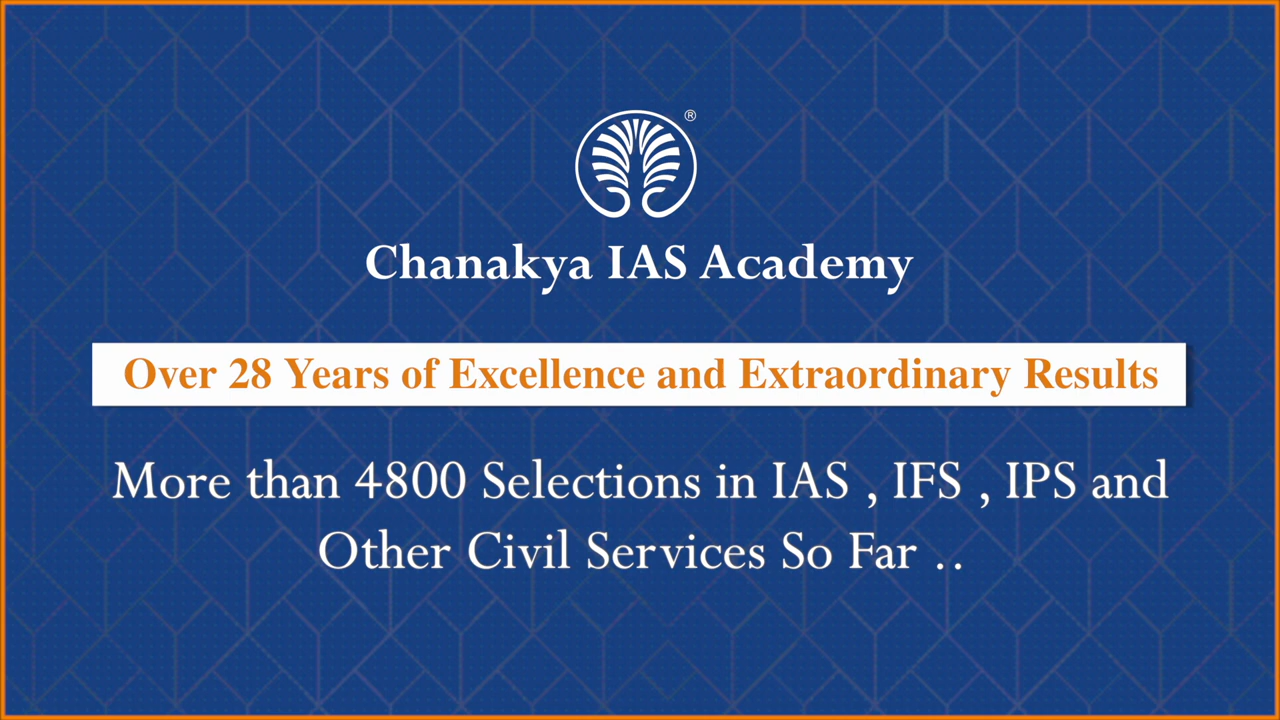 ®
Chanakya IAS Academy
Over 28 Years of Excellence and Extraordinary Results
More than 4800 Selections in IAS , IFS , IPS and
Other Civil Services So Far ..